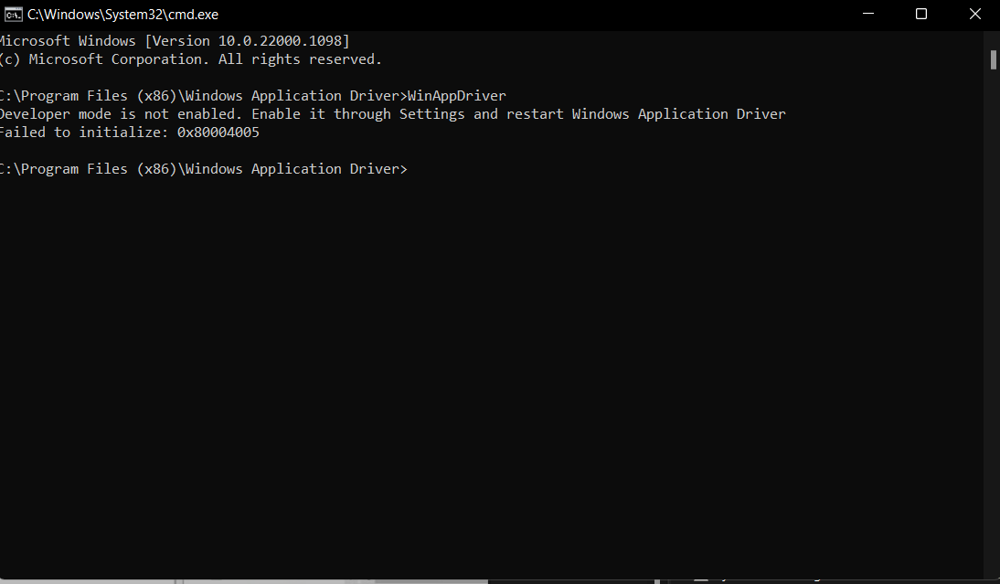 C:\Windows\System32\cmd.exe
Microsoft Windows [Version 10.0.22000.1098]
(c) Microsoft Corporation. All rights reserved.
C:\Program Files (x86)\Windows Application Driver>WinAppDriver
Developer mode is not enabled. Enable it through Settings and restart Windows Application Driver
Failed to initialize: 0x80004005
C:\Program Files (x86)\Windows Application Driver>